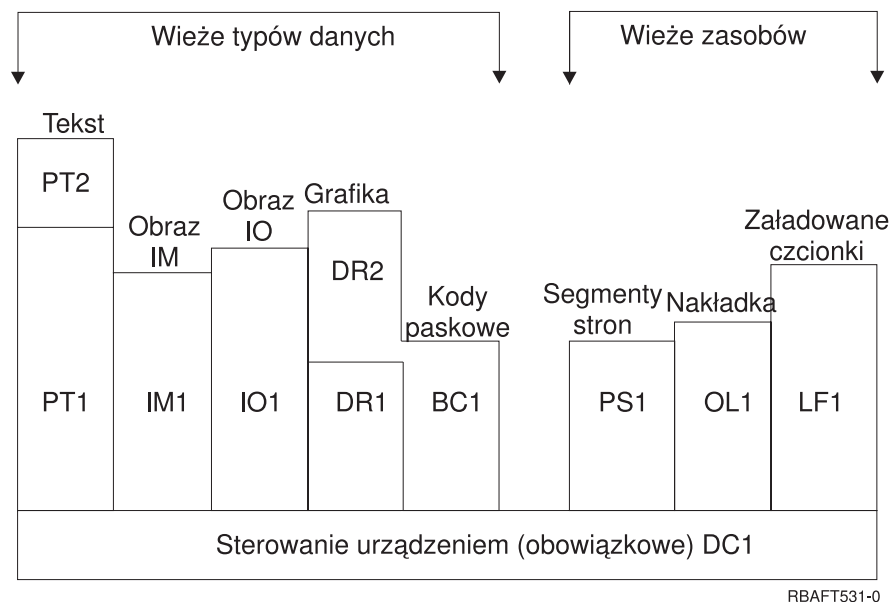 Wieże typów danych
Wieże zasobów
Tekst
PT2
Obraz
IM
Obraz
IO
Grafika
DR2
Kody
paskowe
Segmenty
stron
Nakładka
Załadowane
czcionki
PT1
IM1
IO1
DR1
BC1
PS1
OL1
LF1
Sterowanie urządzeniem (obowiązkowe) DC1
RBAFT531-0